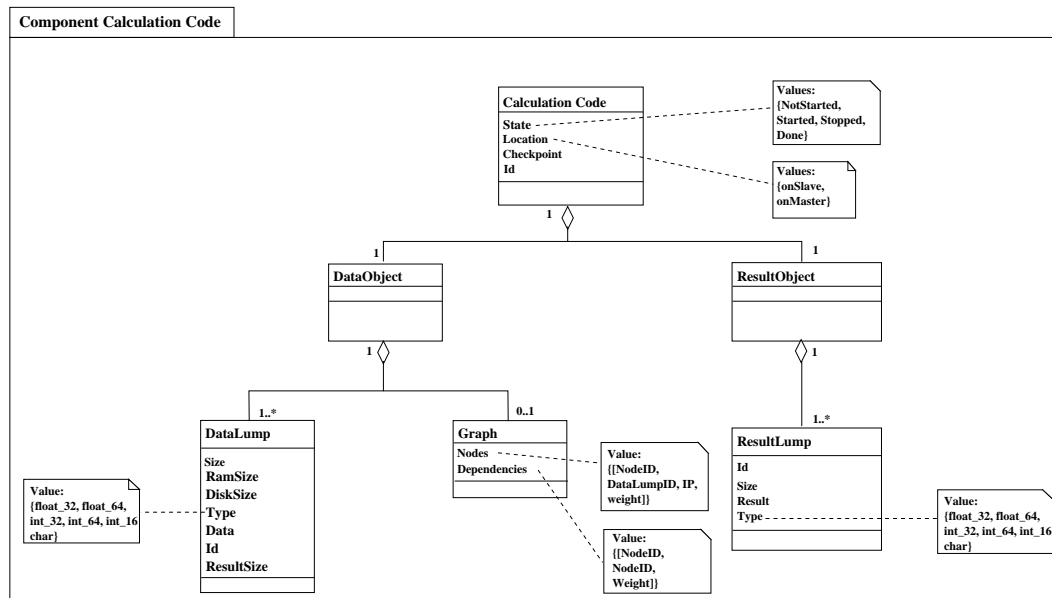 Component Calculation Code
Calculation Code
State
Location
Checkpoint
Id
Values:
{NotStarted,
Started, Stopped,
Done}
Values:
{onSlave,
onMaster}
1
1
1
DataObject
ResultObject
1
1
1..*
0..1
1..*
DataLump
Size
RamSize
DiskSize
Type
Data
Id
ResultSize
Value:
{float_32, float_64,
int_32, int_64, int_16
char}
Graph
Nodes
Dependencies
Value:
{[NodeID,
DataLumpID, IP,
weight]}
Value:
{[NodeID,
NodeID,
Weight]}
ResultLump
Id
Size
Result
Type
Value:
{float_32, float_64,
int_32, int_64, int_16
char}